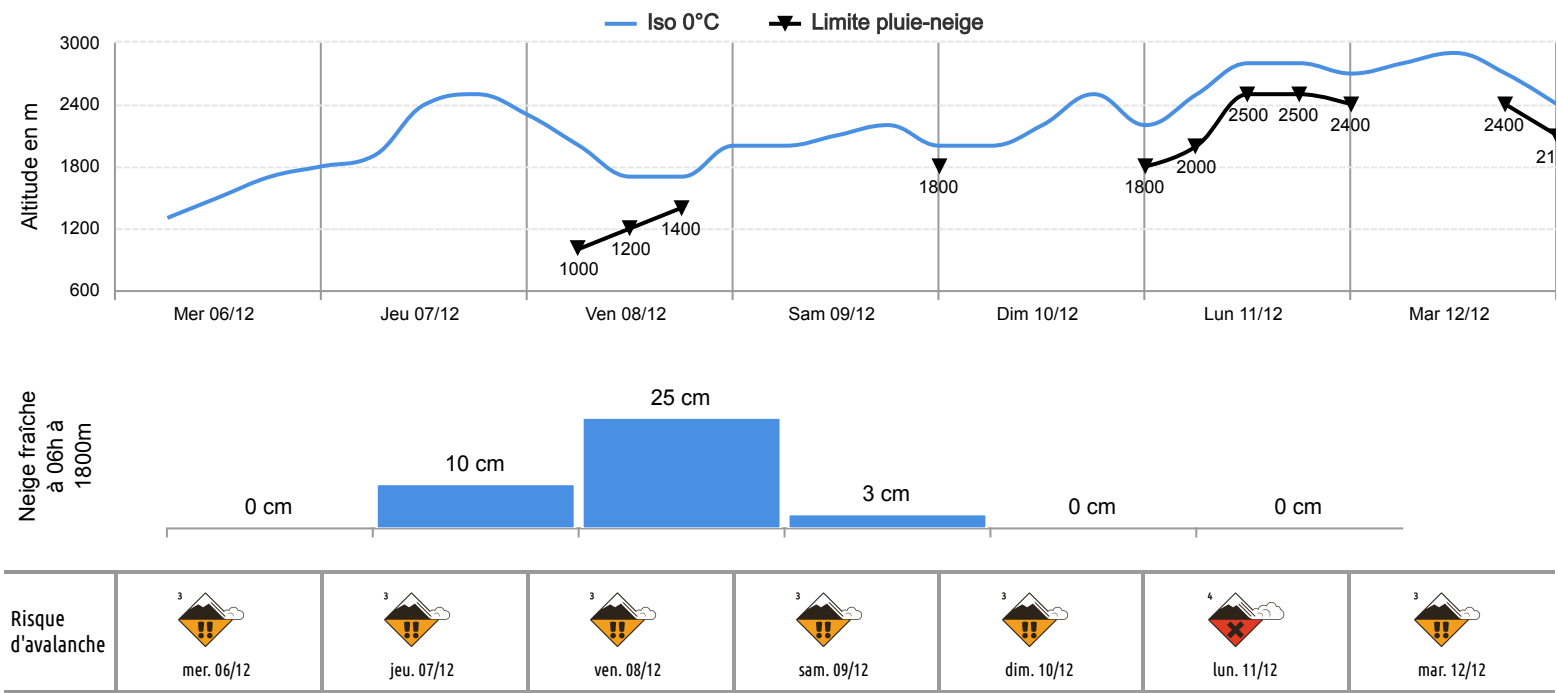 Iso 0°C
Limite pluie-neige
Altitude en m
3000
2400
1800
1200
600
1000
1200
1400
1800
1800
2000
2500
2500
2400
2400
21
Mer 06/12
Jeu 07/12
Ven 08/12
Sam 09/12
Dim 10/12
Lun 11/12
Mar 12/12
Neige fraîche
à 06h à
1800m
0 cm
10 cm
25 cm
3 cm
0 cm
0 cm
Risque
d'avalanche
3
mer. 06/12
3
jeu. 07/12
3
ven. 08/12
3
sam. 09/12
3
dim. 10/12
4
lun. 11/12
3
mar. 12/12